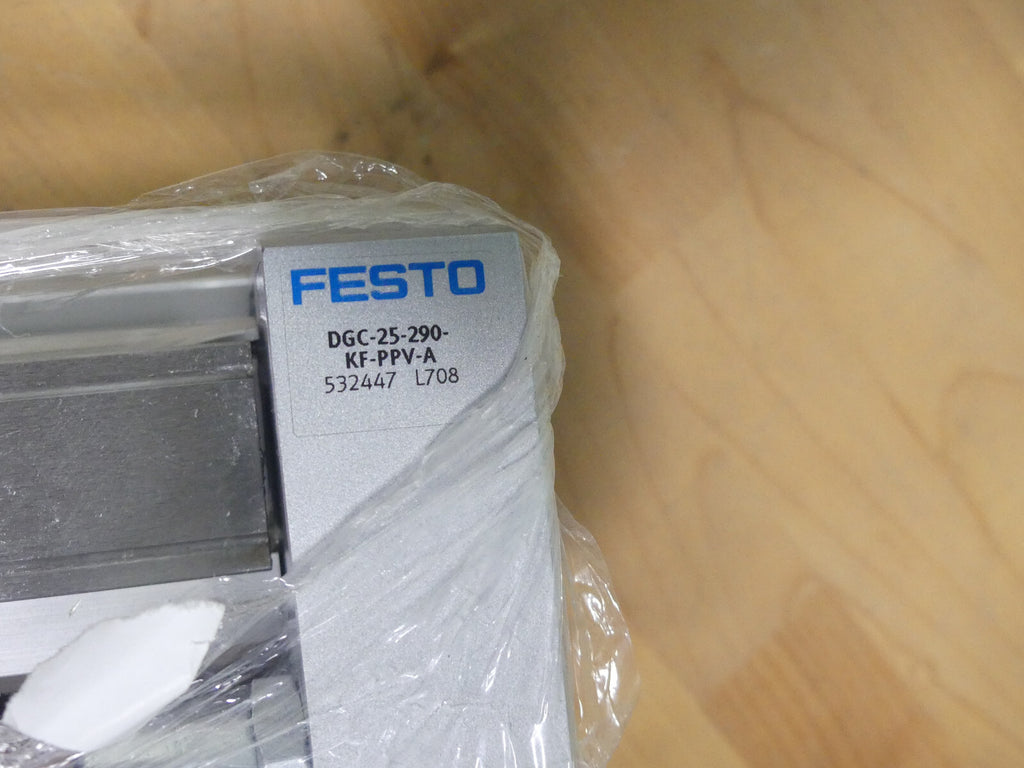 FESTO
DGC-25-290-
KF-PPV-A
532447 L708